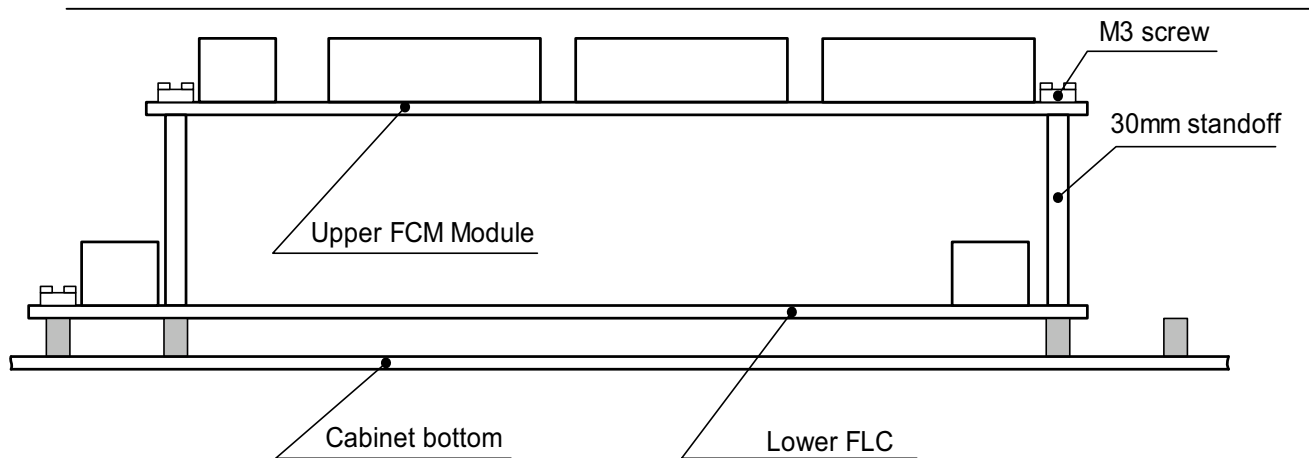 M3 screw
30mm standoff
Upper FCM Module
Cabinet bottom
Lower FLC